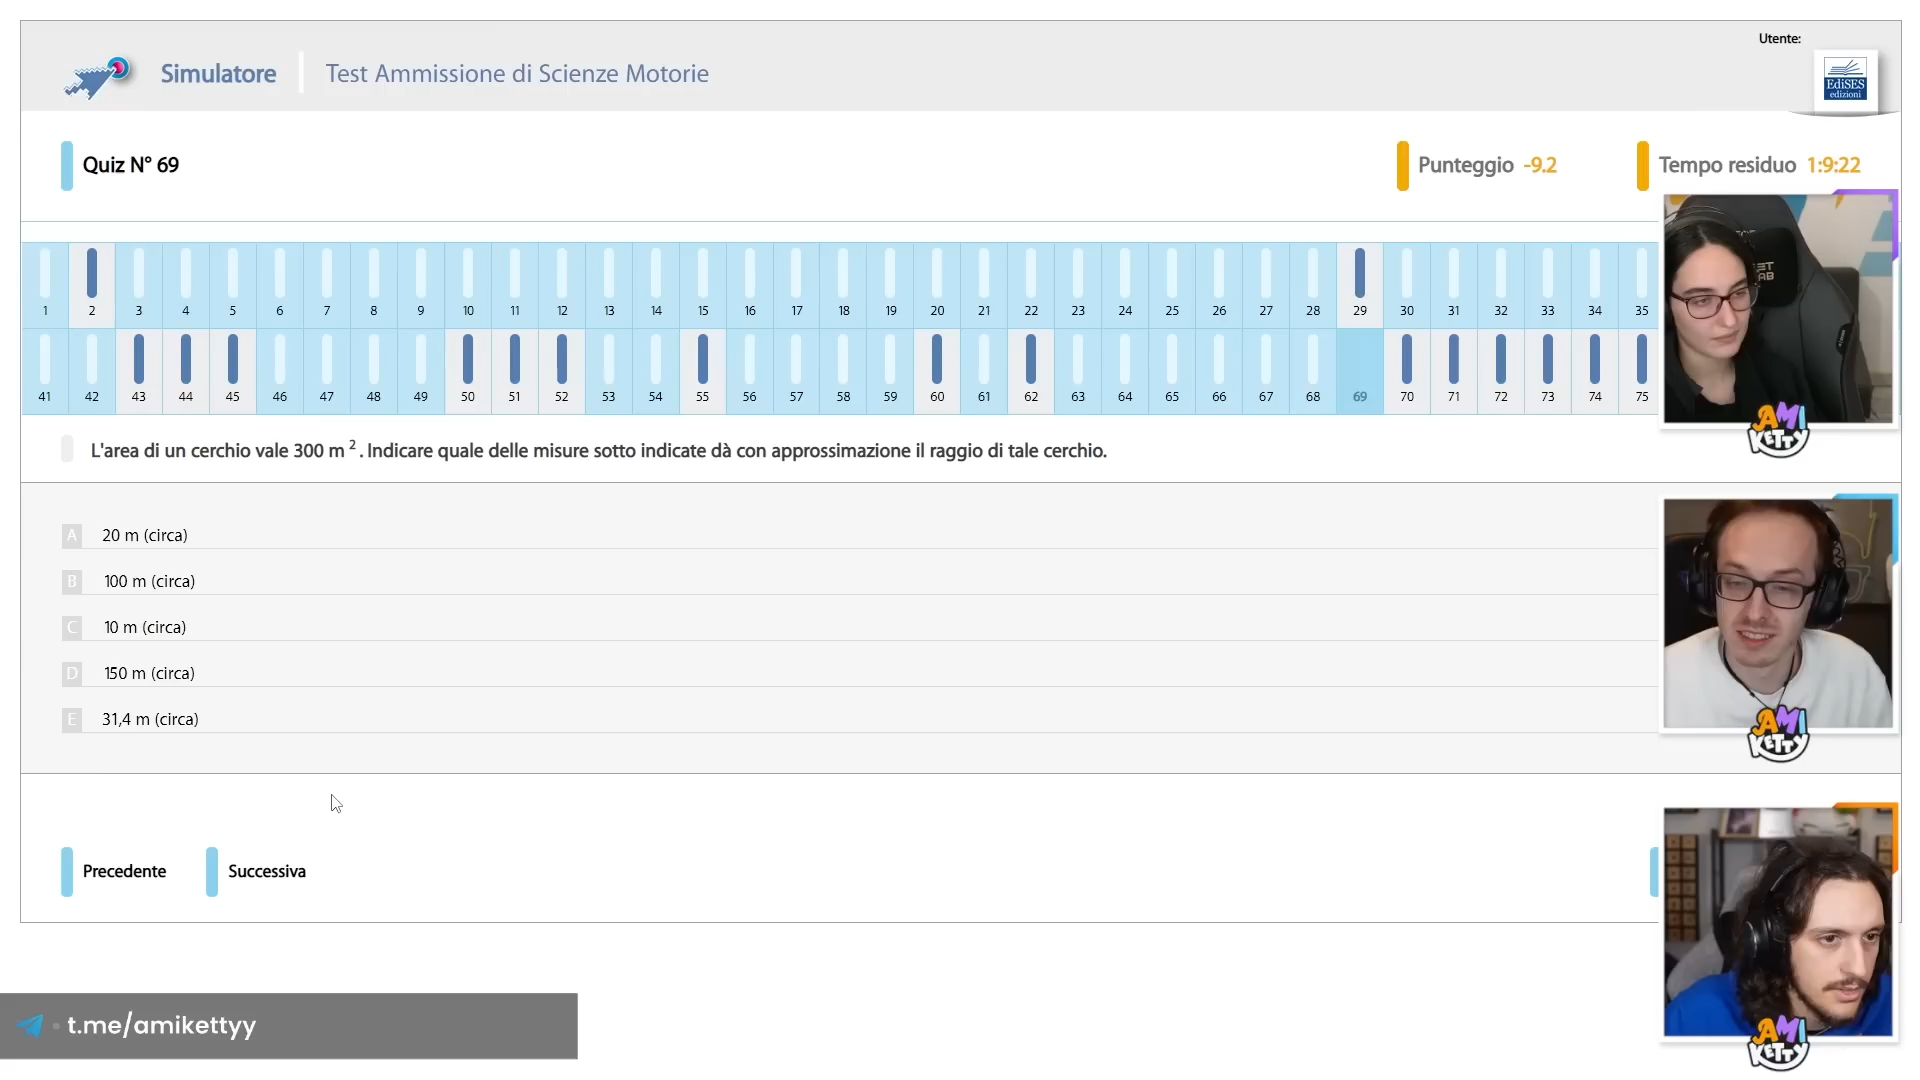 Utente:
Simulatore
Test Ammissione di Scienze Motorie
EdiSES
edizioni
Quiz N° 69
Punteggio -9.2
Tempo residuo 1:9:22
1 2 3 4 5 6 7 8 9 10 11 12 13 14 15 16 17 18 19 20 21 22 23 24 25 26 27 28 29 30 31 32 33 34 35
41 42 43 44 45 46 47 48 49 50 51 52 53 54 55 56 57 58 59 60 61 62 63 64 65 66 67 68 69 70 71 72 73 74 75
L'area di un cerchio vale 300 m ². Indicare quale delle misure sotto indicate dà con approssimazione il raggio di tale cerchio.
A 20 m (circa)
B 100 m (circa)
C 10 m (circa)
D 150 m (circa)
E 31,4 m (circa)
Precedente
Successiva
AMI
KETTY
AMI
KETTY
AMI
KETTY
t.me/amikettyy